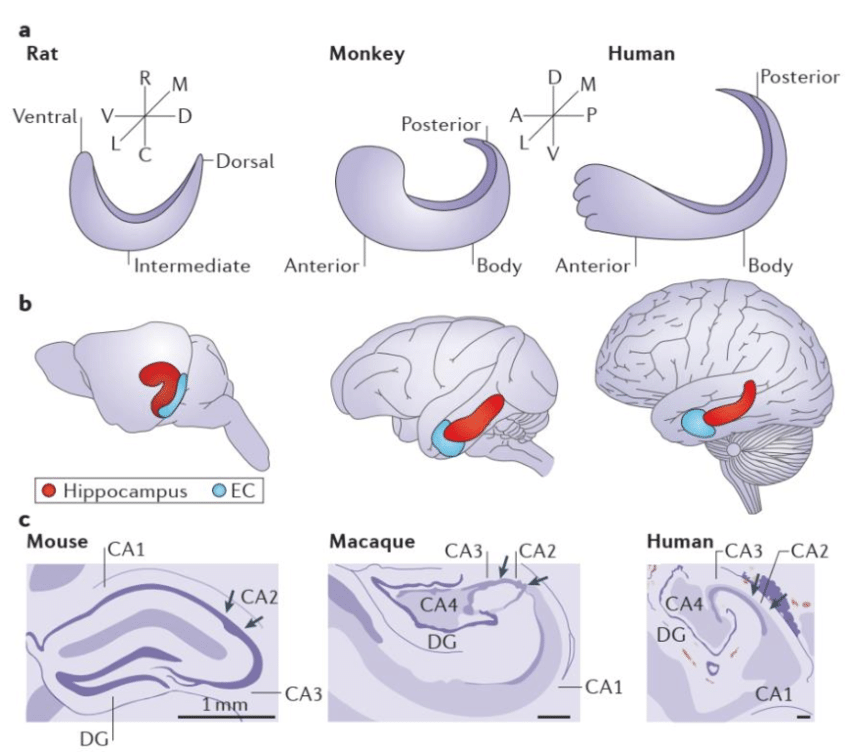 a
Rat
Monkey
Human
R
M
V
D
L
C
Ventral
Dorsal
Intermediate
D
M
A
P
L
V
Posterior
Anterior
Body
Posterior
Anterior
Body
b
Hippocampus
EC
c
Mouse
CA1
CA2
CA3
DG
1 mm
Macaque
CA3
CA2
CA4
DG
CA1
Human
CA3
CA2
CA4
DG
CA1